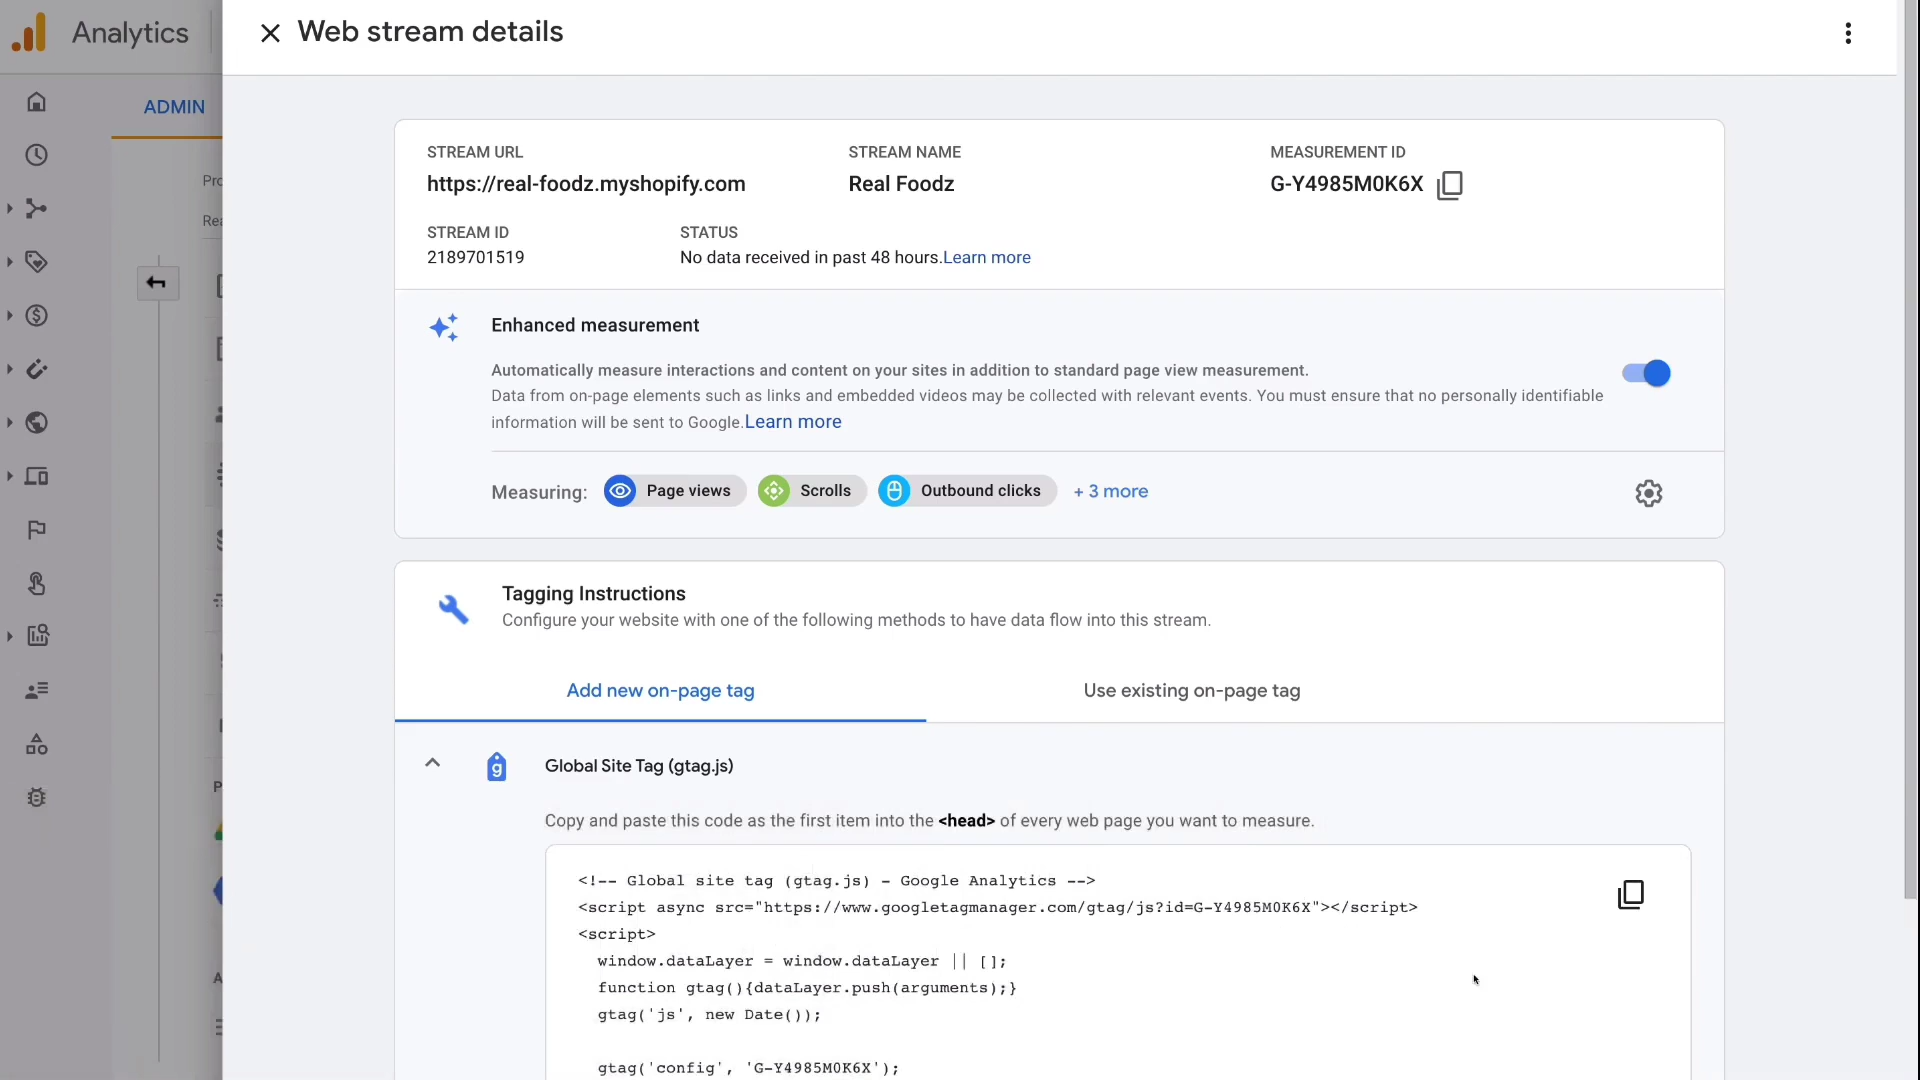 Analytics
Web stream details
ADMIN
STREAM URL
STREAM NAME
MEASUREMENT ID
https://real-foodz.myshopify.com
Real Foodz
G-Y4985M0K6X
STREAM ID
STATUS
2189701519
No data received in past 48 hours.Learn more
Enhanced measurement
Automatically measure interactions and content on your sites in addition to standard page view measurement.
Data from on-page elements such as links and embedded videos may be collected with relevant events. You must ensure that no personally identifiable
information will be sent to Google.Learn more
Measuring: Page views Scrolls Outbound clicks + 3 more
Tagging Instructions
Configure your website with one of the following methods to have data flow into this stream.
Add new on-page tag
Use existing on-page tag
g
Global Site Tag (gtag.js)
Copy and paste this code as the first item into the <head> of every web page you want to measure.
<!-- Global site tag (gtag.js) - Google Analytics -->
<script async src="https://www.googletagmanager.com/gtag/js?id=G-Y4985M0K6X"></script>
<script>
window.dataLayer = window.dataLayer || [];
function gtag(){dataLayer.push(arguments);}
gtag('js', new Date());
gtag('config', 'G-Y4985M0K6X');